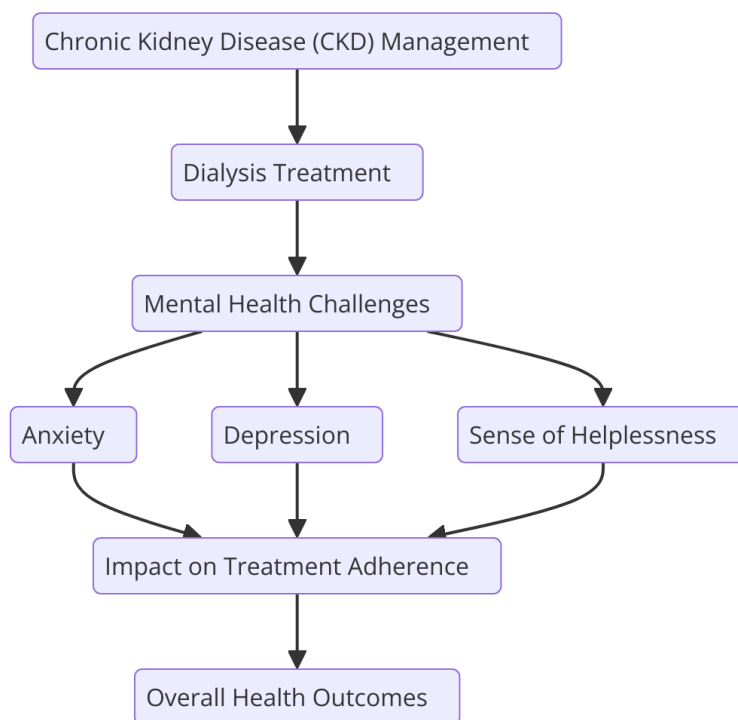 Chronic Kidney Disease (CKD) Management
Dialysis Treatment
Mental Health Challenges
Anxiety
Depression
Sense of Helplessness
Impact on Treatment Adherence
Overall Health Outcomes